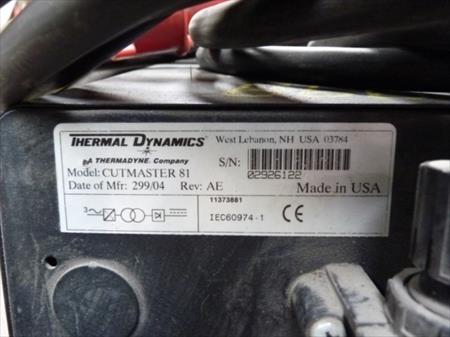 THERMAL DYNAMICS® West Lebanon, NH USA 03784
A THERMADYNE® Company
S/N: 02926122
Model: CUTMASTER 81
Date of Mfr: 299/04 Rev: AE Made in USA
11373881
3
IEC60974-1 CE